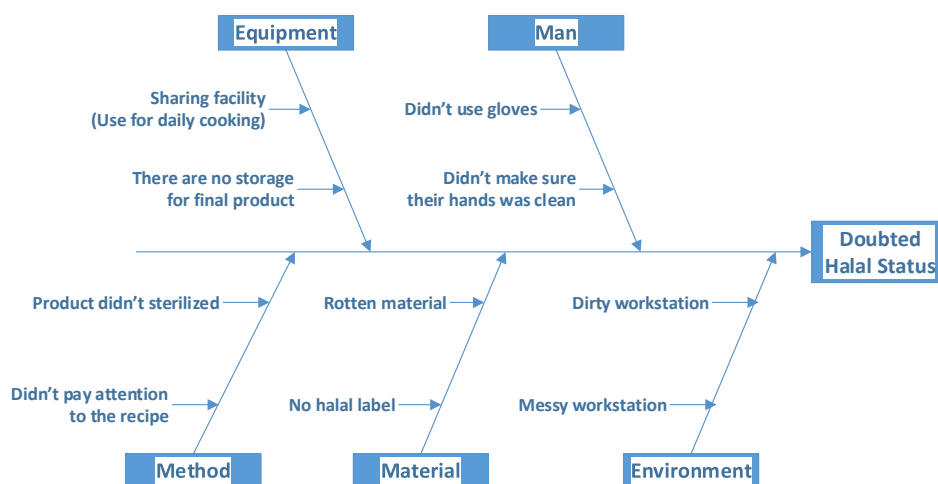 Equipment
Man
Sharing facility
(Use for daily cooking)
Didn't use gloves
There are no storage
for final product
Didn't make sure
their hands was clean
Doubted
Halal Status
Product didn't sterilized
Rotten material
Dirty workstation
Didn't pay attention
to the recipe
No halal label
Messy workstation
Method
Material
Environment